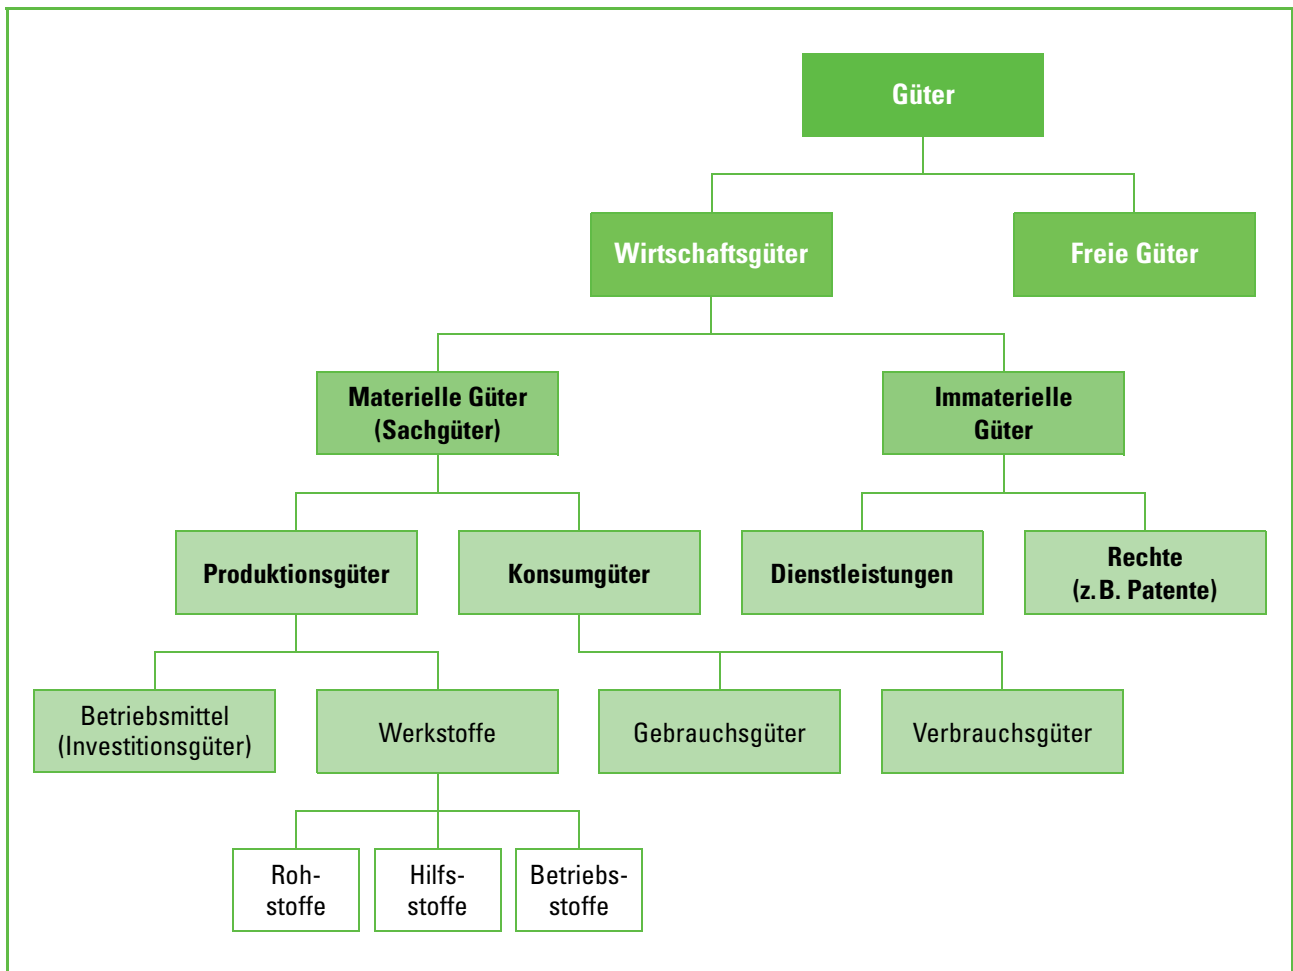 Güter
Wirtschaftsgüter
Freie Güter
Materielle Güter
(Sachgüter)
Immaterielle
Güter
Produktionsgüter
Konsumgüter
Dienstleistungen
Rechte
(z. B. Patente)
Betriebsmittel
(Investitionsgüter)
Werkstoffe
Gebrauchsgüter
Verbrauchsgüter
Roh-
stoffe
Hilfs-
stoffe
Betriebs-
stoffe